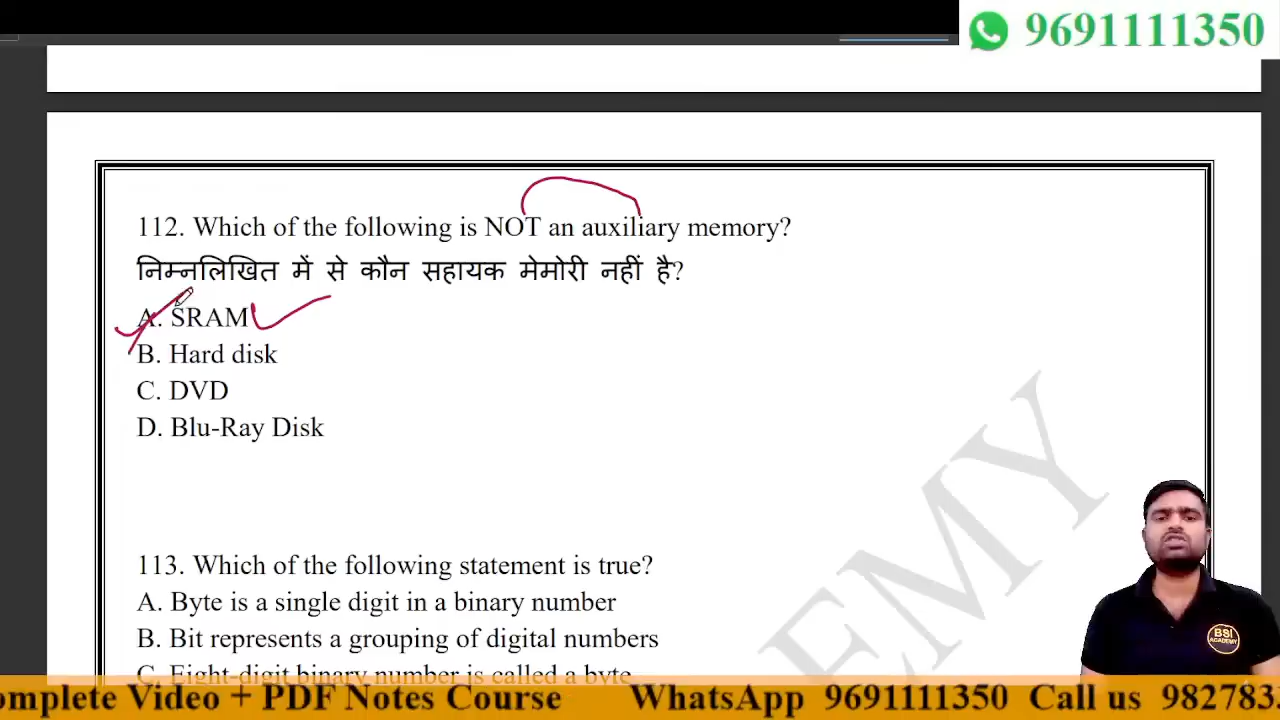 9691111350
112. Which of the following is NOT an auxiliary memory?
निम्नलिखित में से कौन सहायक मेमोरी नहीं है?
A. SRAM
B. Hard disk
C. DVD
D. Blu-Ray Disk
EMY
113. Which of the following statement is true?
A. Byte is a single digit in a binary number
B. Bit represents a grouping of digital numbers
C. Eight-digit binary number is called a byte
BSI
ACADEMY
omplete Video + PDF Notes Course WhatsApp 9691111350 Call us 982783